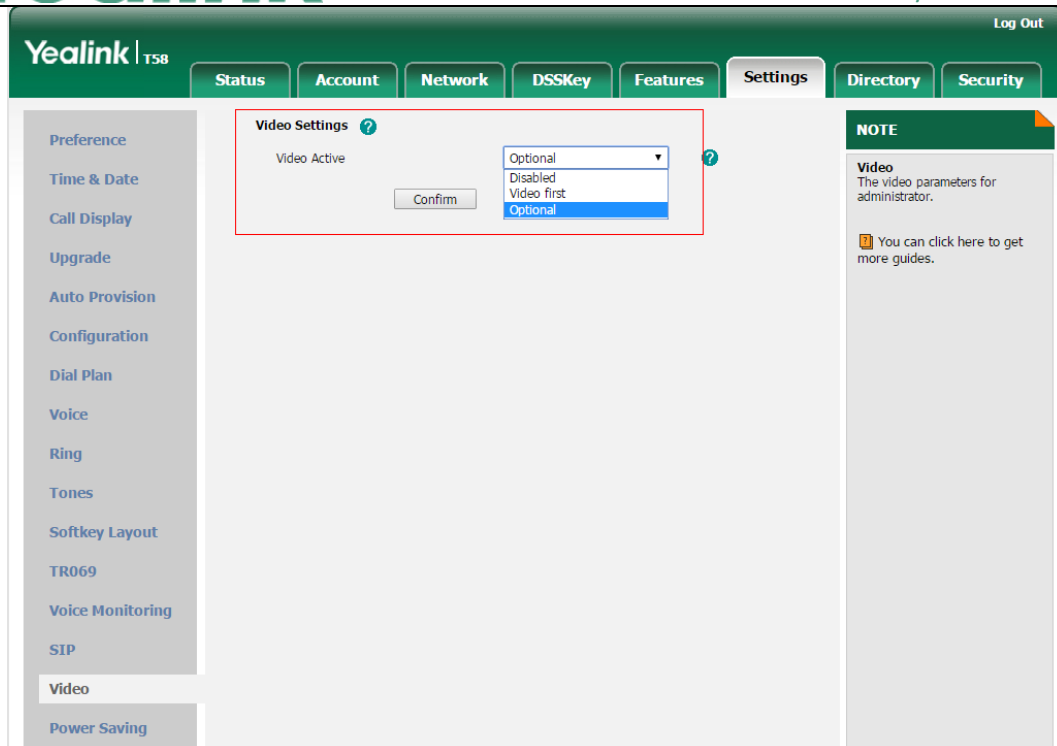 Log Out
Yealink | T58
Status Account Network DSSKey Features Settings Directory Security
Preference
Time & Date
Call Display
Upgrade
Auto Provision
Configuration
Dial Plan
Voice
Ring
Tones
Softkey Layout
TR069
Voice Monitoring
SIP
Video
Power Saving
Video Settings ?
Video Active Optional ?
Disabled
Video first
Optional
Confirm
NOTE
Video
The video parameters for
administrator.
? You can click here to get
more guides.